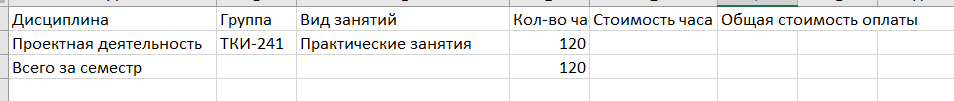 Дисциплина Группа Вид занятий Кол-во ча Стоимость часа Общая стоимость оплаты
Проектная деятельность ТКИ-241 Практические занятия 120
Всего за семестр 120